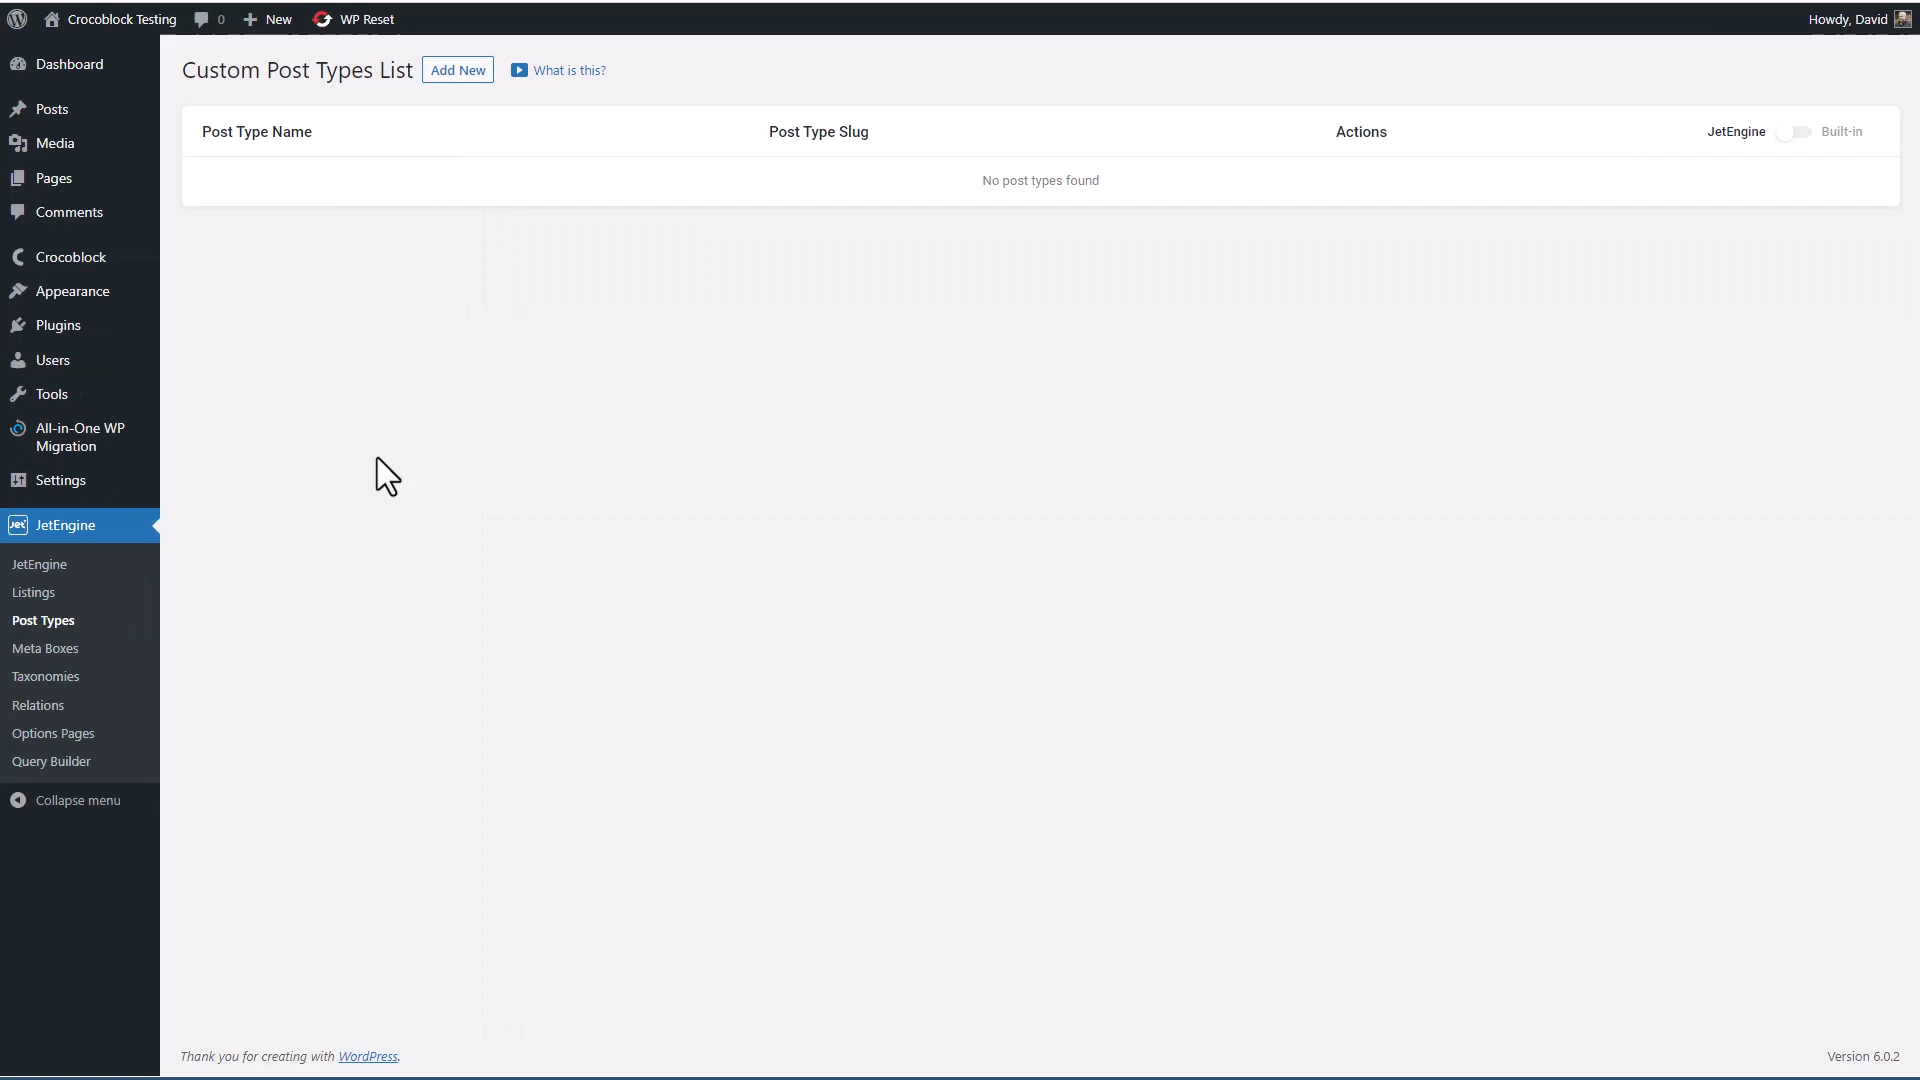 Crocoblock Testing
0
New
WP Reset
Howdy, David
Dashboard
Posts
Media
Pages
Comments
Crocoblock
Appearance
Plugins
Users
Tools
All-in-One WP
Migration
Settings
Jet
JetEngine
JetEngine
Listings
Post Types
Meta Boxes
Taxonomies
Relations
Options Pages
Query Builder
Collapse menu
Custom Post Types List
Add New
What is this?
Post Type Name
Post Type Slug
Actions
JetEngine
Built-in
No post types found
Thank you for creating with WordPress.
Version 6.0.2